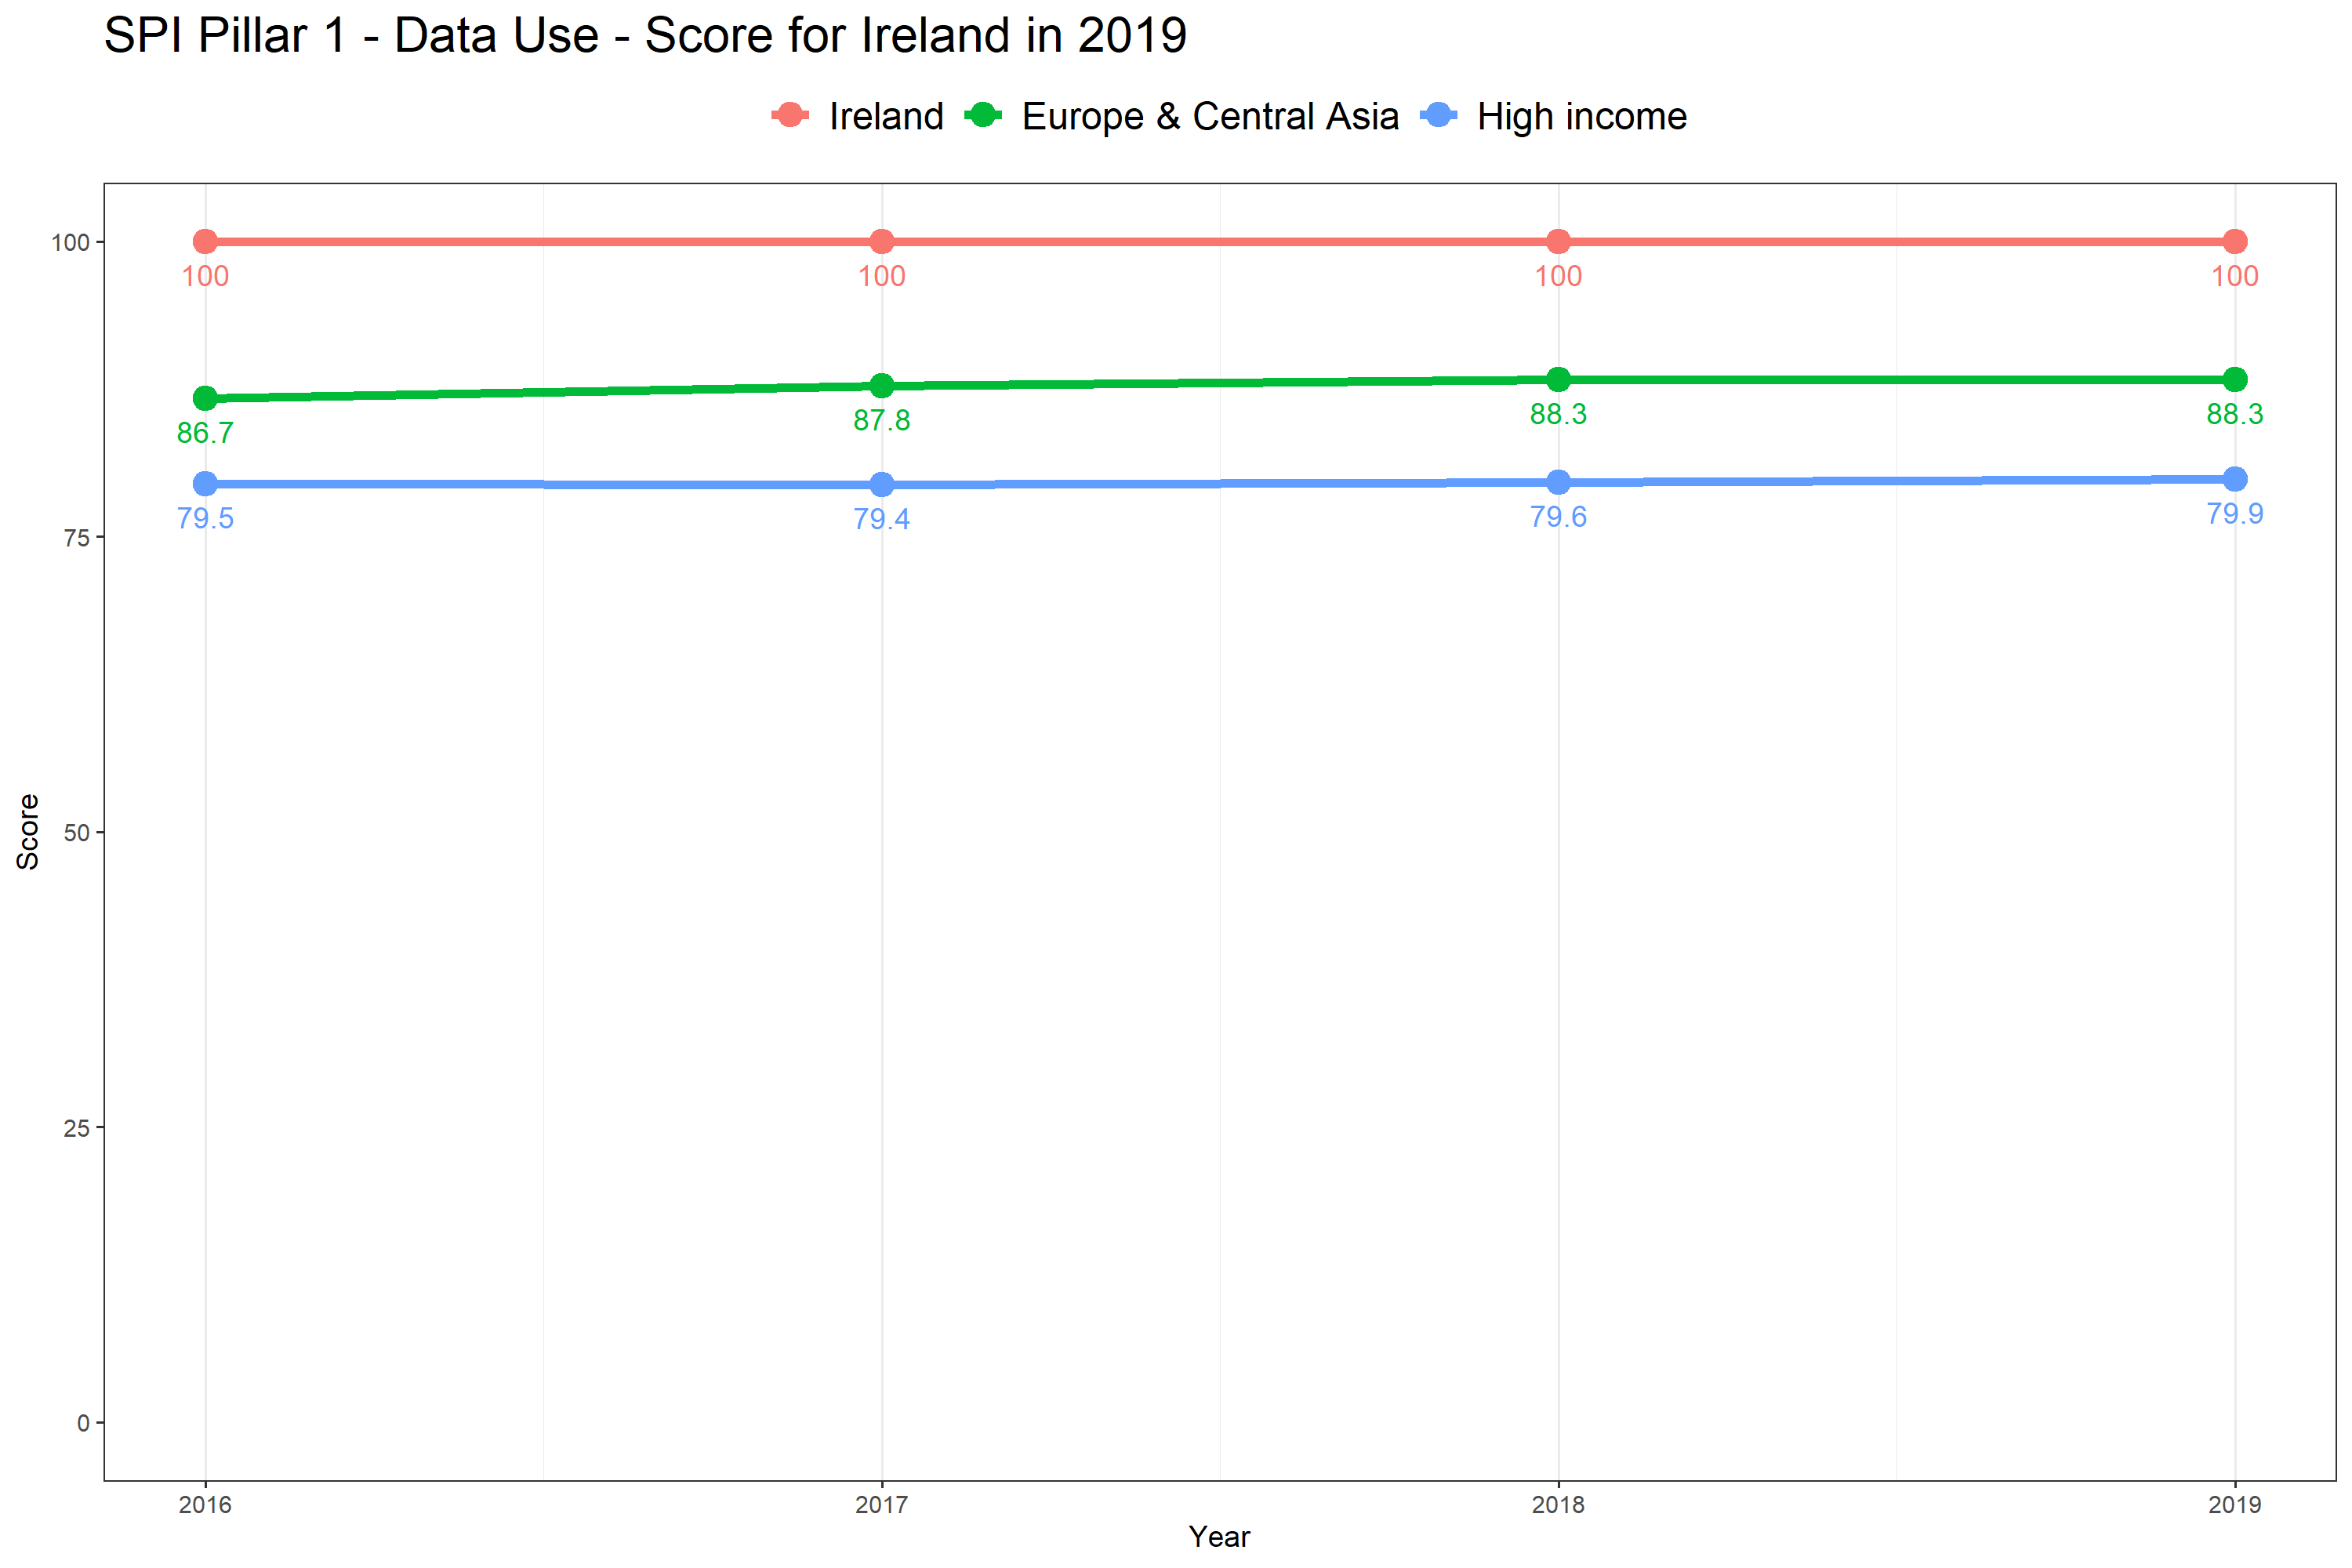 SPI Pillar 1 - Data Use - Score for Ireland in 2019
Ireland Europe & Central Asia High income
100
100 100 100 100
86.7 87.8 88.3 88.3
79.5 79.4 79.6 79.9
75
50
Score
25
0
2016 2017 2018 2019
Year